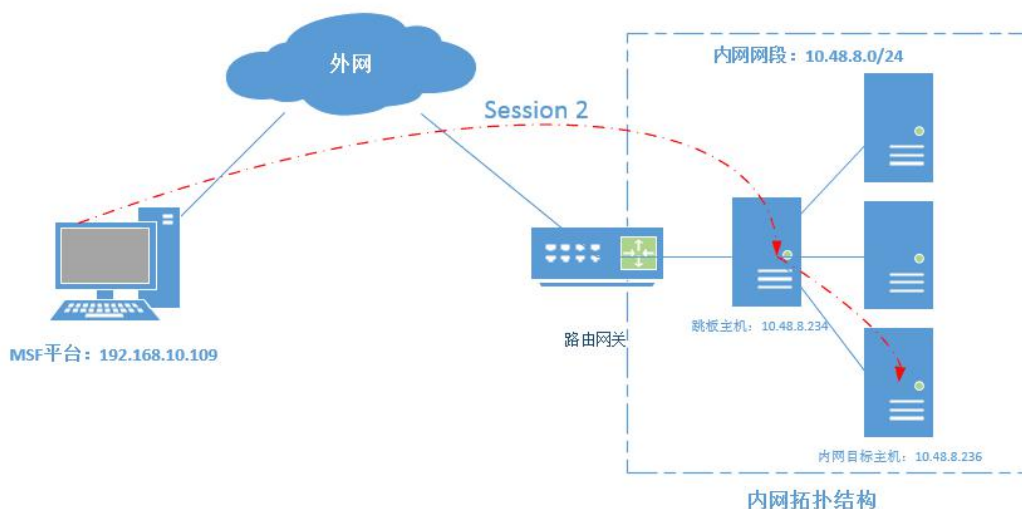 外网
内网网段：10.48.8.0/24
Session 2
跳板主机：10.48.8.234
路由网关
MSF平台：192.168.10.109
内网目标主机：10.48.8.236
内网拓扑结构